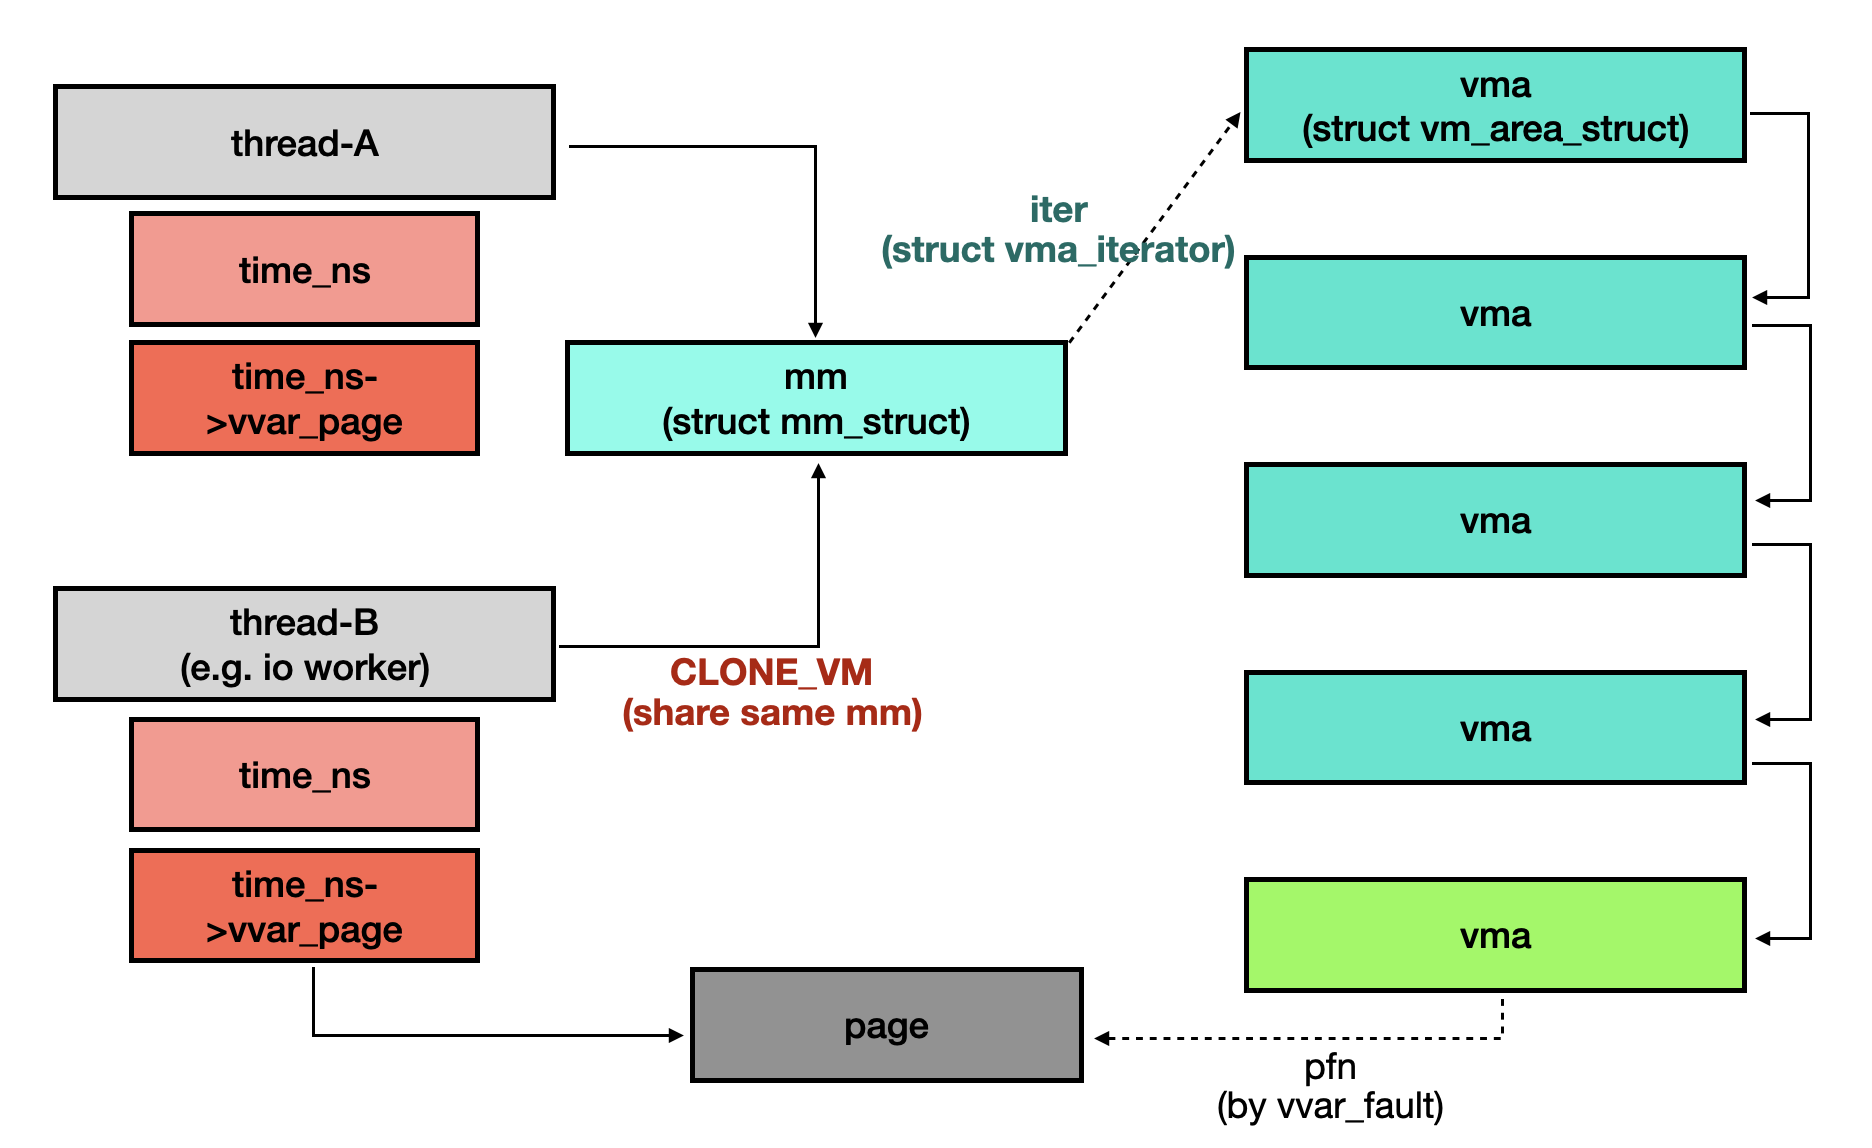 thread-A
time_ns
time_ns-
>vvar_page
mm
(struct mm_struct)
iter
(struct vma_iterator)
vma
(struct vm_area_struct)
vma
vma
vma
vma
thread-B
(e.g. io worker)
CLONE_VM
(share same mm)
time_ns
time_ns-
>vvar_page
page
pfn
(by vvar_fault)